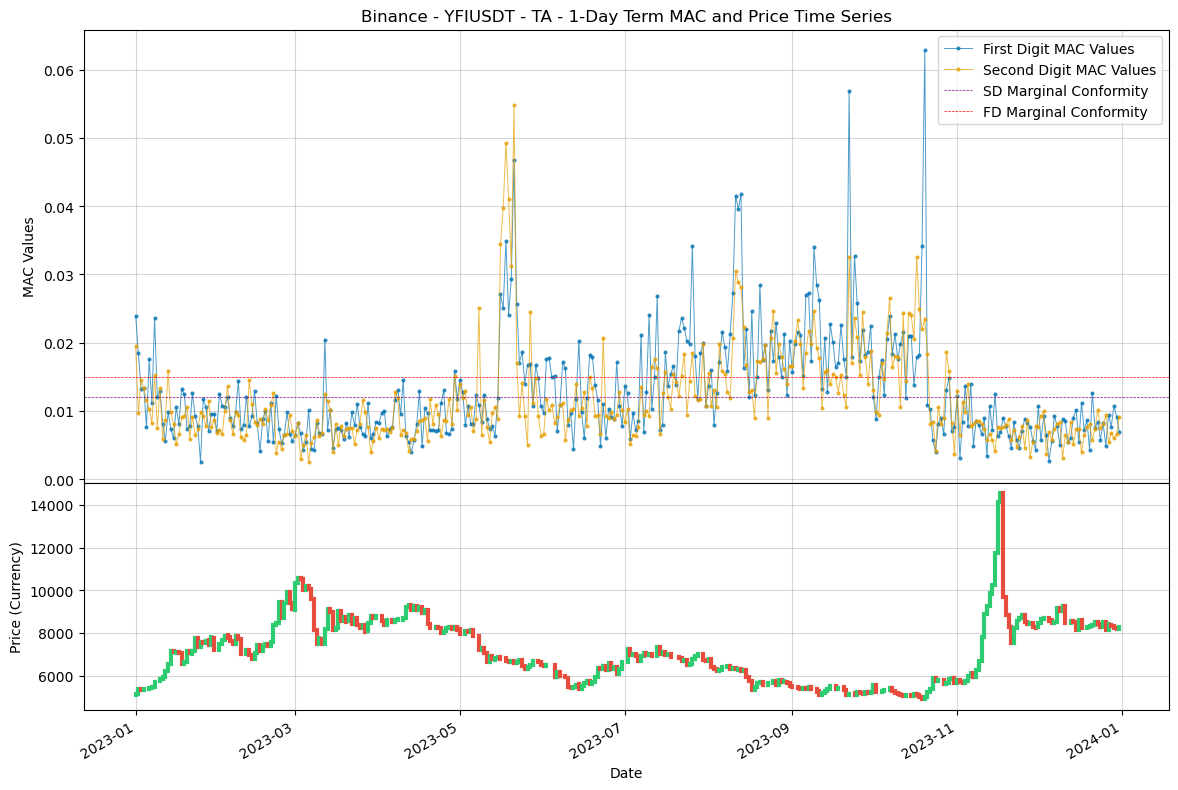 Binance - YFIUSDT - TA - 1-Day Term MAC and Price Time Series
First Digit MAC Values
Second Digit MAC Values
SD Marginal Conformity
FD Marginal Conformity
MAC Values
0.06
0.05
0.04
0.03
0.02
0.01
0.00
Price (Currency)
14000
12000
10000
8000
6000
2023-01
2023-03
2023-05
2023-07
2023-09
2023-11
2024-01
Date